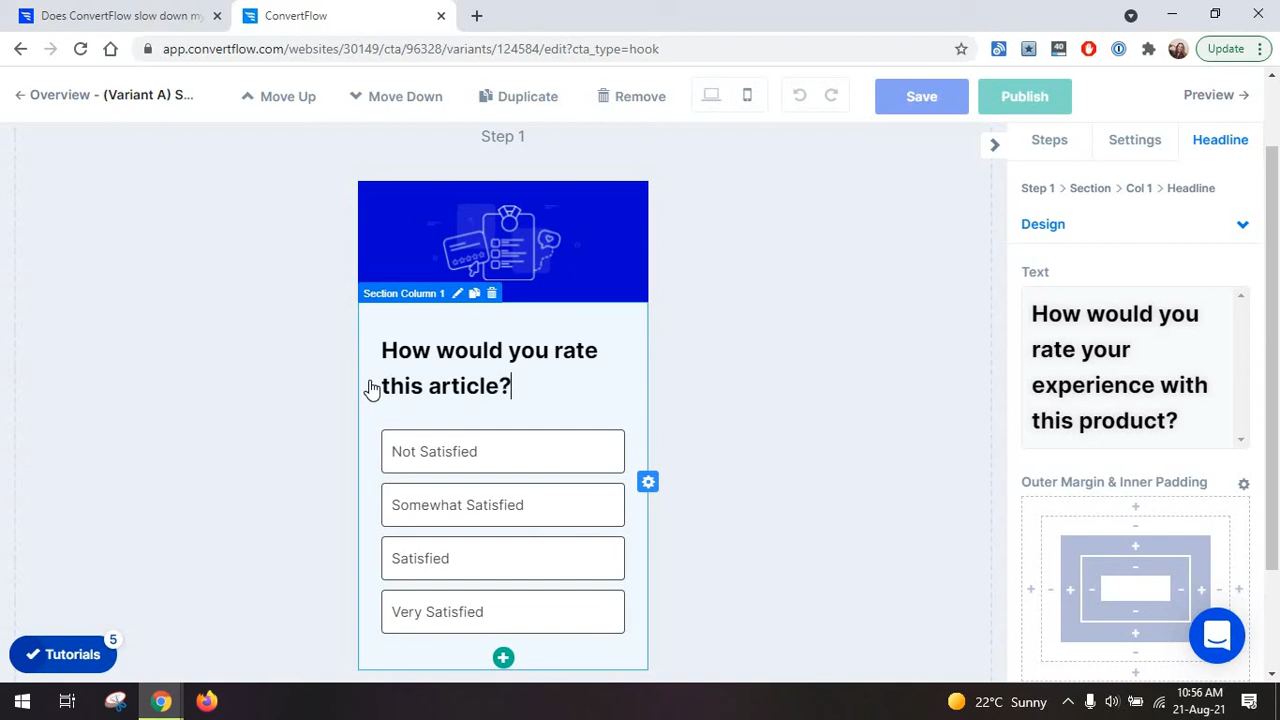 Does ConvertFlow slow down my
ConvertFlow
app.convertflow.com/websites/30149/cta/96328/variants/124584/edit?cta_type=hook
40
Update
Overview - (Variant A) S...
Move Up
Move Down
Duplicate
Remove
Save
Publish
Preview
Step 1
Steps
Settings
Headline
Step 1 > Section > Col 1 > Headline
Design
Text
How would you
rate your
experience with
this product?
Outer Margin & Inner Padding
Section Column 1
How would you rate
this article?
Not Satisfied
Somewhat Satisfied
Satisfied
Very Satisfied
Tutorials
5
22°C Sunny
10:56 AM
21-Aug-21